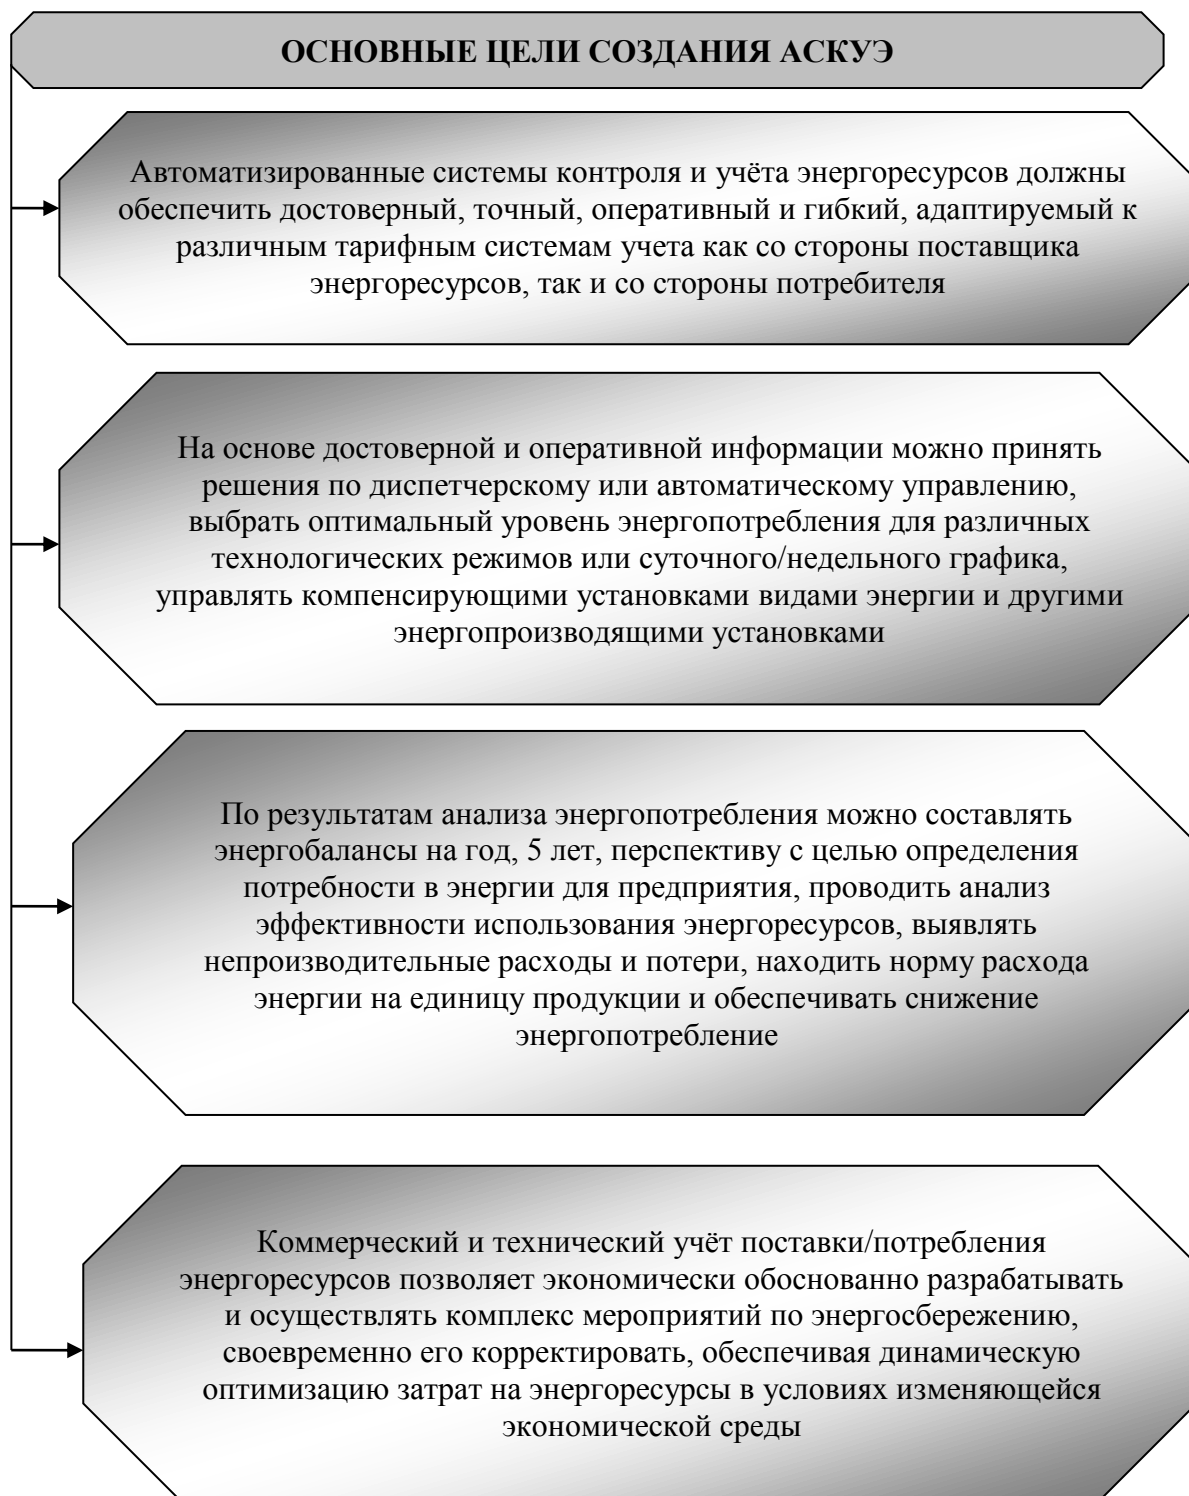 ОСНОВНЫЕ ЦЕЛИ СОЗДАНИЯ АСКУЭ
Автоматизированные системы контроля и учёта энергоресурсов должны
обеспечить достоверный, точный, оперативный и гибкий, адаптируемый к
различным тарифным системам учета как со стороны поставщика
энергоресурсов, так и со стороны потребителя
На основе достоверной и оперативной информации можно принять
решения по диспетчерскому или автоматическому управлению,
выбрать оптимальный уровень энергопотребления для различных
технологических режимов или суточного/недельного графика,
управлять компенсирующими установками видами энергии и другими
энергопроизводящими установками
По результатам анализа энергопотребления можно составлять
энергобалансы на год, 5 лет, перспективу с целью определения
потребности в энергии для предприятия, проводить анализ
эффективности использования энергоресурсов, выявлять
непроизводительные расходы и потери, находить норму расхода
энергии на единицу продукции и обеспечивать снижение
энергопотребление
Коммерческий и технический учёт поставки/потребления
энергоресурсов позволяет экономически обоснованно разрабатывать
и осуществлять комплекс мероприятий по энергосбережению,
своевременно его корректировать, обеспечивая динамическую
оптимизацию затрат на энергоресурсы в условиях изменяющейся
экономической среды